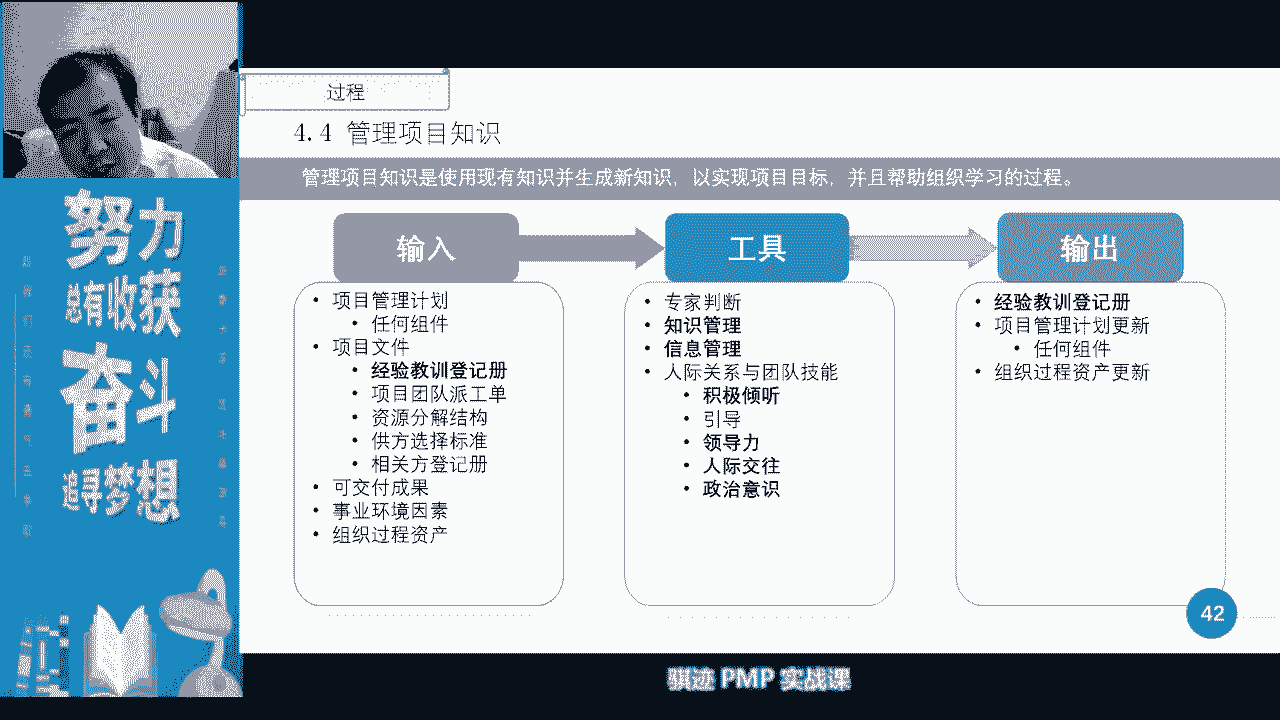 努力
总有收获
奋斗
追寻梦想
过程
4.4 管理项目知识
管理项目知识是使用现有知识并生成新知识，以实现项目目标，并且帮助组织学习的过程。
输入
• 项目管理计划
• 任何组件
• 项目文件
• 经验教训登记册
• 项目团队派工单
• 资源分解结构
• 供方选择标准
• 相关方登记册
• 可交付成果
• 事业环境因素
• 组织过程资产
工具
• 专家判断
• 知识管理
• 信息管理
• 人际关系与团队技能
• 积极倾听
• 引导
• 领导力
• 人际交往
• 政治意识
输出
• 经验教训登记册
• 项目管理计划更新
• 任何组件
• 组织过程资产更新
42
骐迹 PMP 实战课